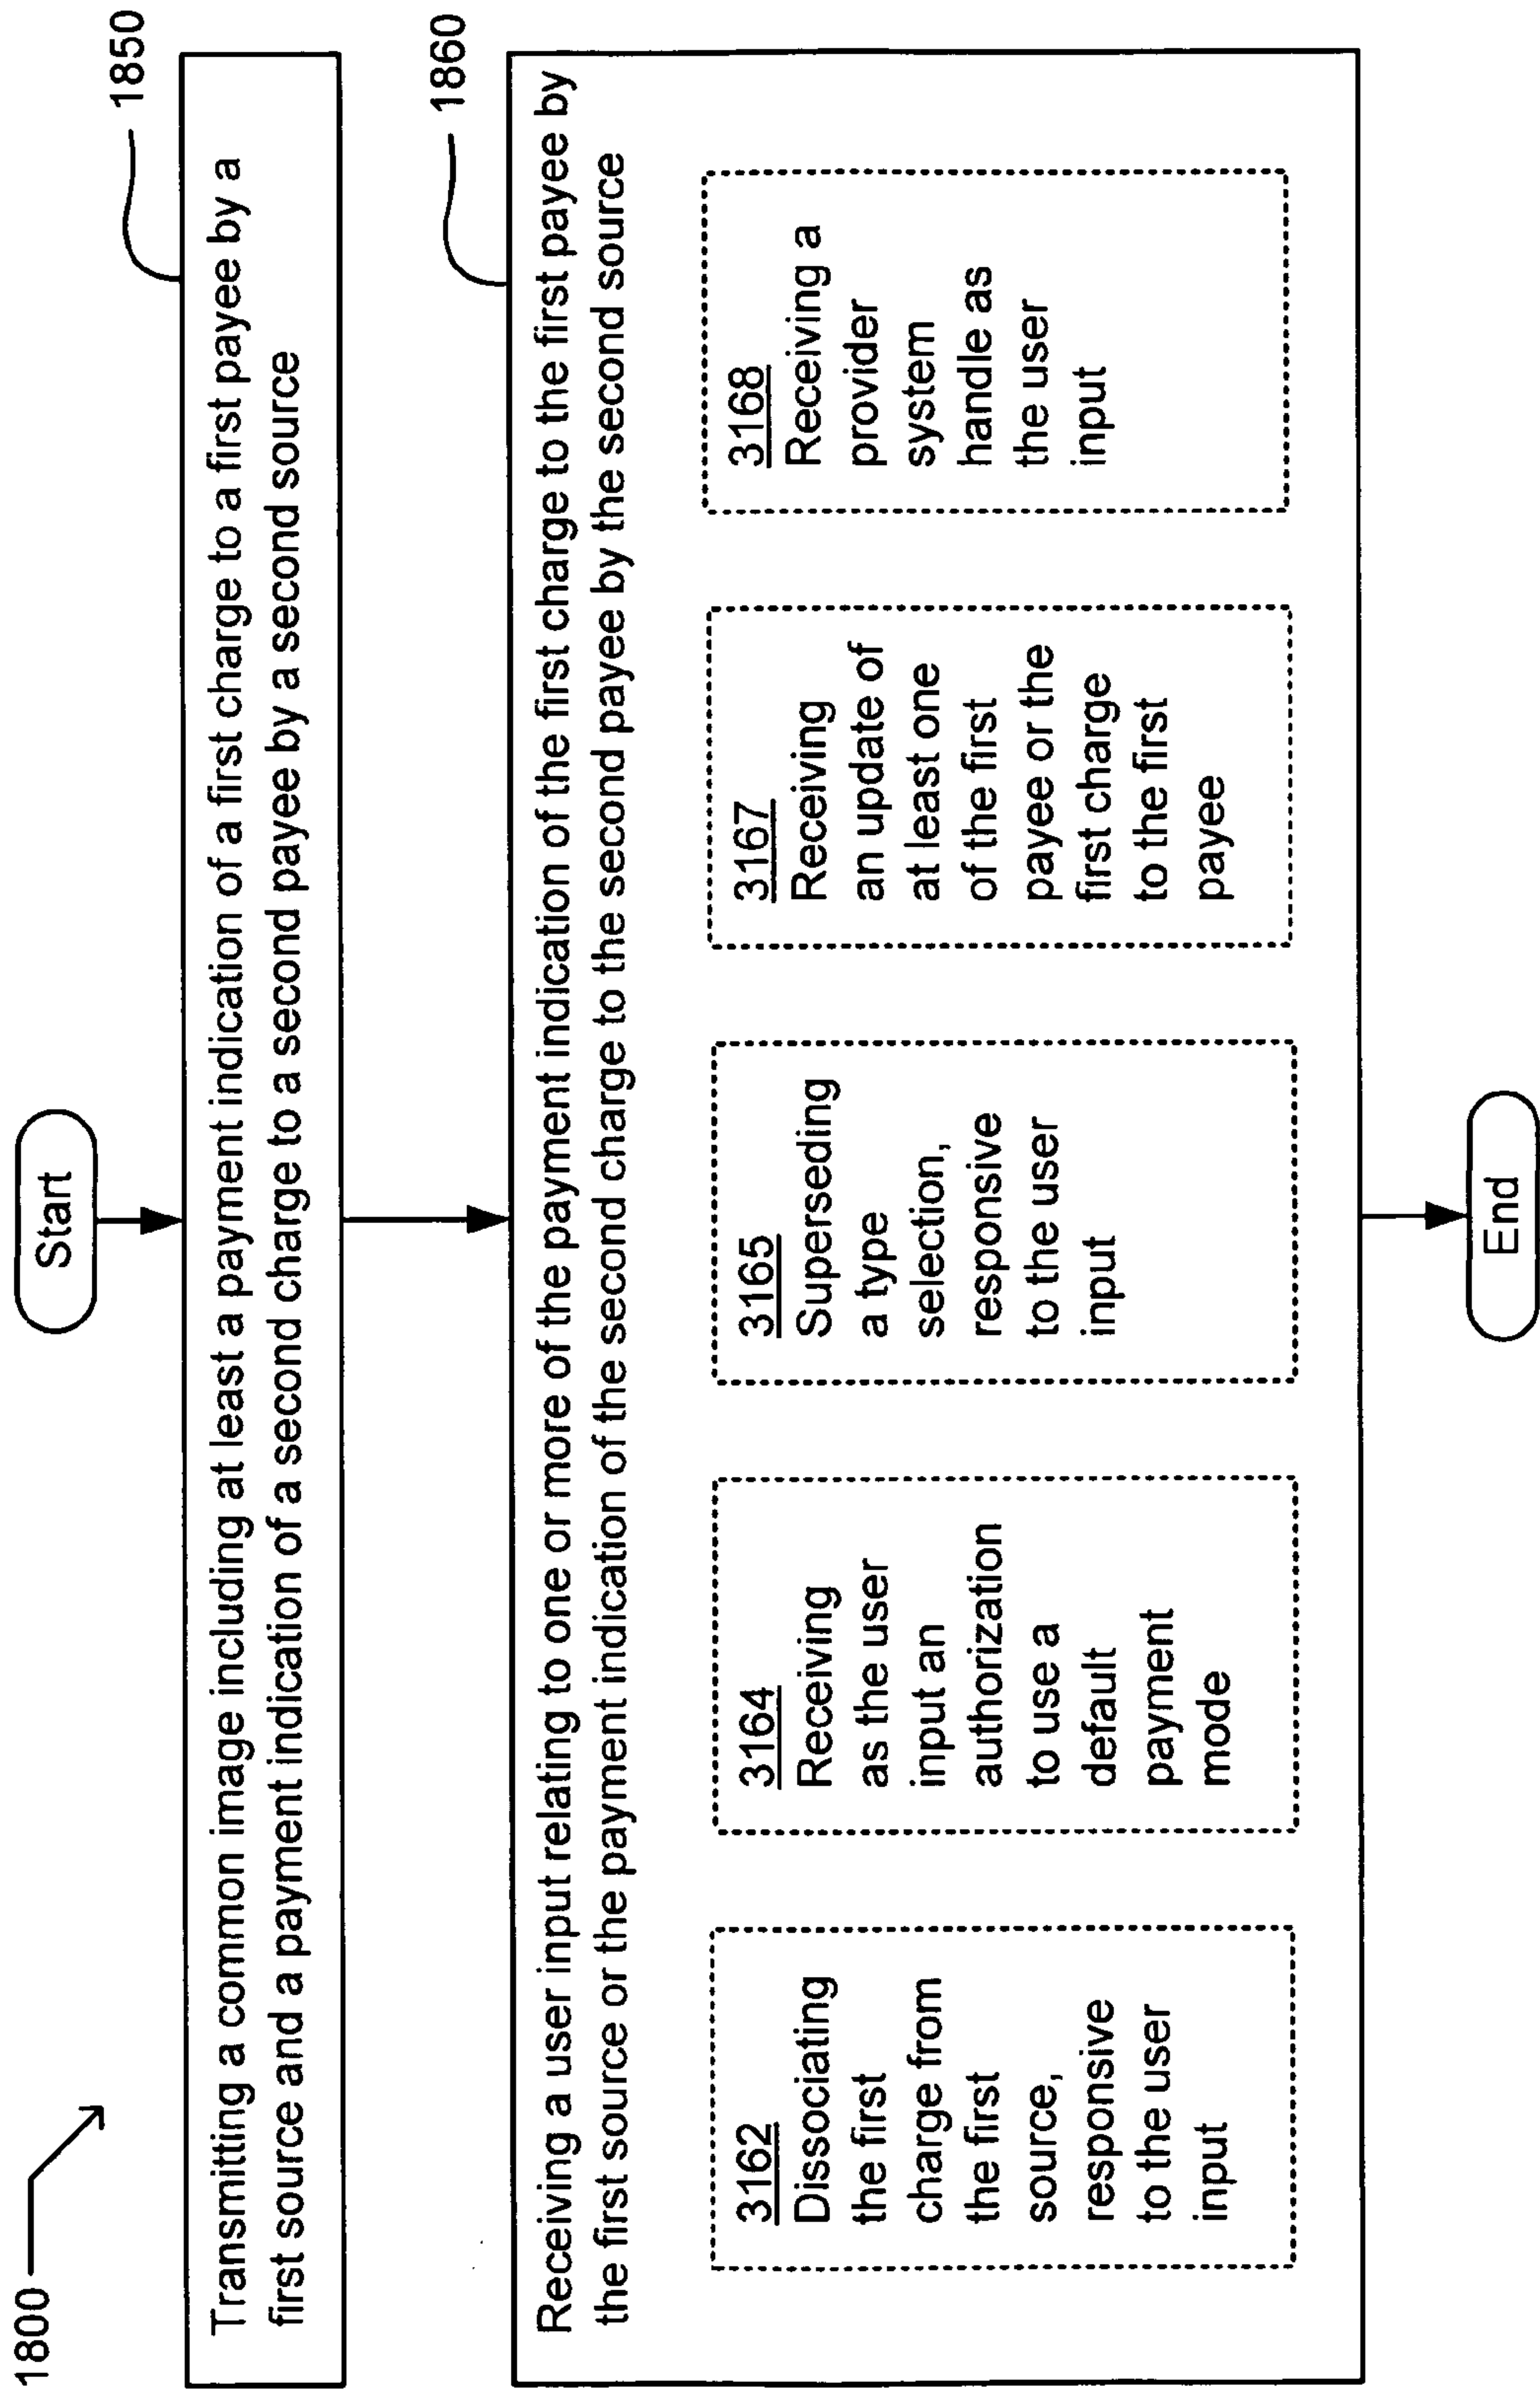 1800
Start
1850
Transmitting a common image including at least a payment indication of a first charge to a first payee by a
first source and a payment indication of a second charge to a second payee by a second source
1860
Receiving a user input relating to one or more of the payment indication of the first charge to the first payee by
the first source or the payment indication of the second charge to the second payee by the second source
3162
Dissociating
the first
charge from
the first
source,
responsive
to the user
input
3164
Receiving
as the user
input an
authorization
to use a
default
payment
mode
3165
Superseding
a type
selection,
responsive
to the user
input
3167
Receiving
an update of
at least one
of the first
payee or the
first charge
to the first
payee
3168
Receiving a
provider
system
handle as
the user
input
End